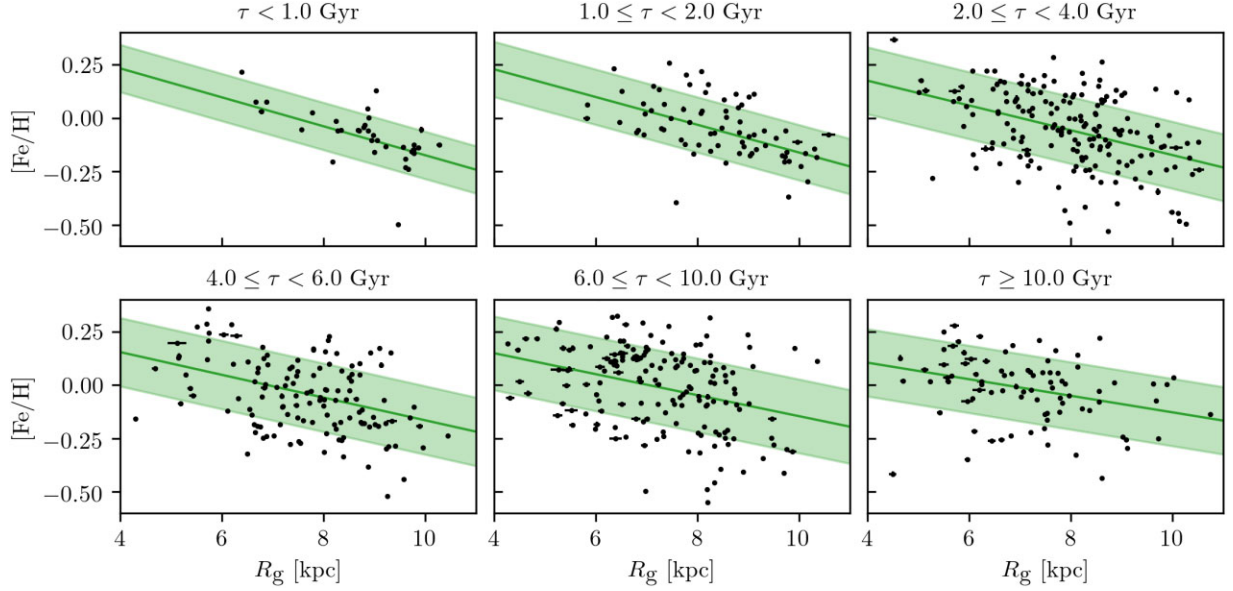 τ < 1.0 Gyr
1.0 ≤ τ < 2.0 Gyr
2.0 ≤ τ < 4.0 Gyr
[Fe/H]
0.25
0.00
−0.25
−0.50
4.0 ≤ τ < 6.0 Gyr
6.0 ≤ τ < 10.0 Gyr
τ ≥ 10.0 Gyr
[Fe/H]
0.25
0.00
−0.25
−0.50
4 6 8 10
4 6 8 10
4 6 8 10
R_g [kpc]
R_g [kpc]
R_g [kpc]